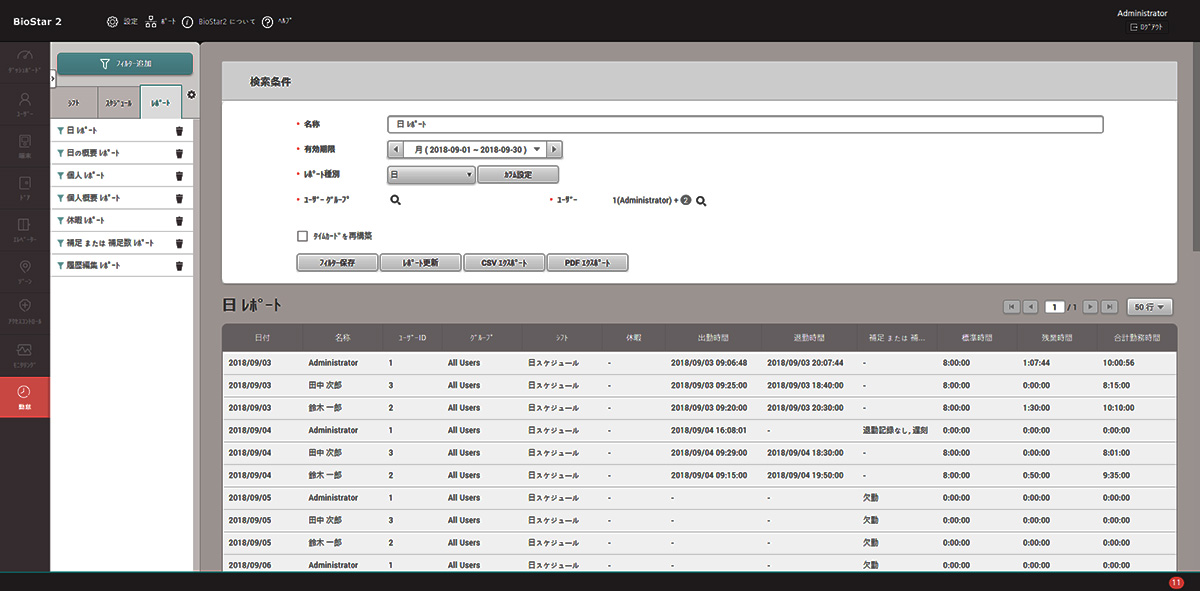 BioStar 2
設定
ポート
BioStar2 について
ヘルプ
Administrator
ログアウト
ダッシュボード
ユーザー
ドア
エレベーター
ゾーン
アクセスコントロール
モニタリング
勤怠
フィルター追加
シフト
スケジュール
レポート
日 レポート
日の概要 レポート
個人 レポート
個人概要 レポート
休暇 レポート
補足 または 補足数 レポート
履歴編集 レポート
検索条件
• 名称 日 レポート
• 有効期限 月 ( 2018-09-01 ~ 2018-09-30 )
• レポート種別 日 カラム設定
• ユーザー グループ • ユーザー 1(Administrator) + 2
タイムカードを再構築
フィルター保存 レポート更新 CSV エクスポート PDF エクスポート
日 レポート
1 / 1 50 行
日付 名称 ユーザーID グループ シフト 休暇 出勤時間 退勤時間 補足 または 補... 標準時間 残業時間 合計勤務時間
2018/09/03 Administrator 1 All Users 日スケジュール - 2018/09/03 09:06:48 2018/09/03 20:07:44 - 8:00:00 1:07:44 10:00:56
2018/09/03 田中 次郎 3 All Users 日スケジュール - 2018/09/03 09:25:00 2018/09/03 18:40:00 - 8:00:00 0:00:00 8:15:00
2018/09/03 鈴木 一郎 2 All Users 日スケジュール - 2018/09/03 09:20:00 2018/09/03 20:30:00 - 8:00:00 1:30:00 10:10:00
2018/09/04 Administrator 1 All Users 日スケジュール - 2018/09/04 16:08:01 - 退勤記録なし, 遅刻 0:00:00 0:00:00 0:00:00
2018/09/04 田中 次郎 3 All Users 日スケジュール - 2018/09/04 09:29:00 2018/09/04 18:30:00 - 8:00:00 0:00:00 8:01:00
2018/09/04 鈴木 一郎 2 All Users 日スケジュール - 2018/09/04 09:15:00 2018/09/04 19:50:00 - 8:00:00 0:50:00 9:35:00
2018/09/05 Administrator 1 All Users 日スケジュール - - - 欠勤 0:00:00 0:00:00 0:00:00
2018/09/05 田中 次郎 3 All Users 日スケジュール - - - 欠勤 0:00:00 0:00:00 0:00:00
2018/09/05 鈴木 一郎 2 All Users 日スケジュール - - - 欠勤 0:00:00 0:00:00 0:00:00
2018/09/06 Administrator 1 All Users 日スケジュール - - - 欠勤 0:00:00 0:00:00 0:00:00
11